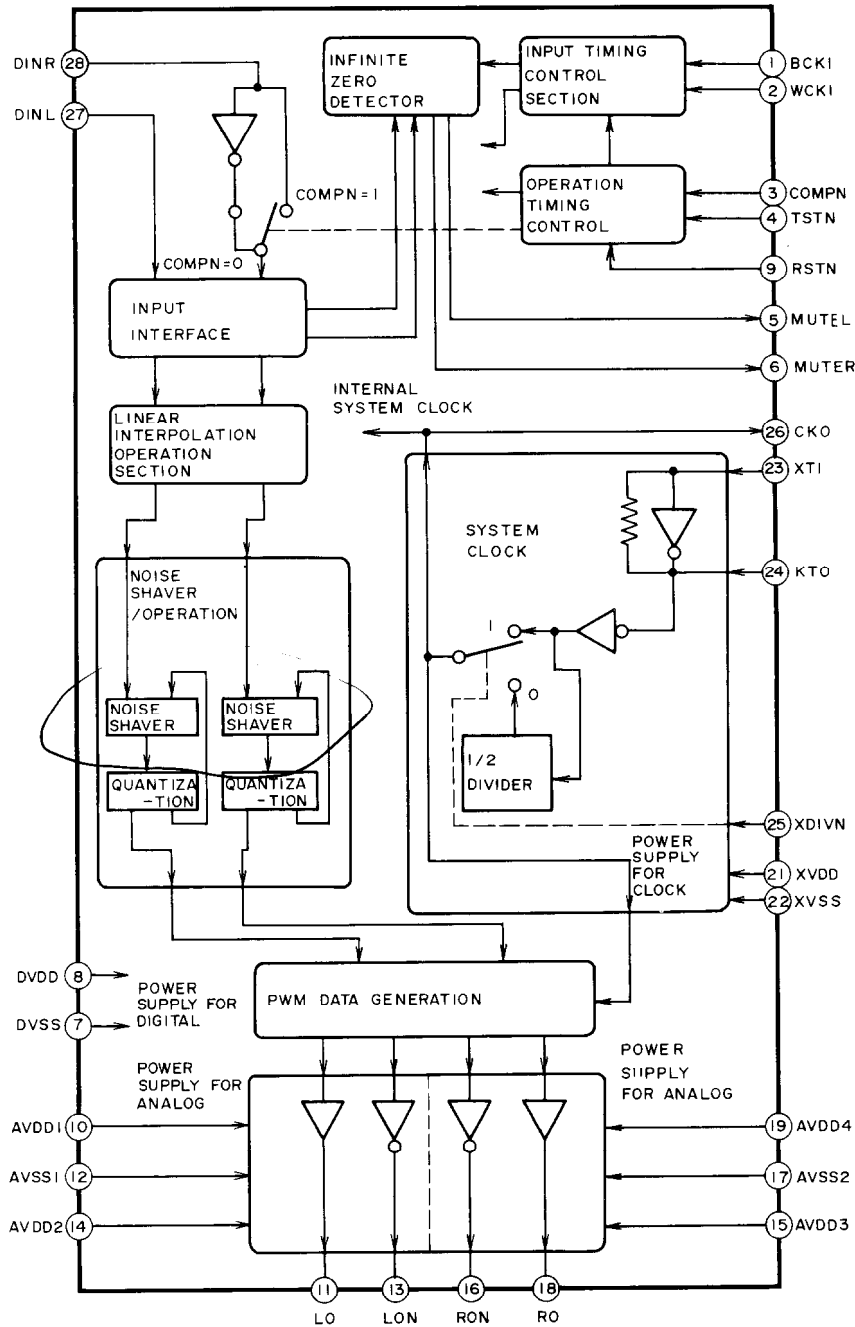 DINR 28
DINL 27
INFINITE
ZERO
DETECTOR
INPUT TIMING
CONTROL
SECTION
1 BCKI
2 WCKI
COMPN=1
OPERATION
TIMING
CONTROL
3 COMPN
4 TSTN
9 RSTN
COMPN=0
INPUT
INTERFACE
5 MUTEL
6 MUTER
INTERNAL
SYSTEM CLOCK
26 CKO
LINEAR
INTERPOLATION
OPERATION
SECTION
23 XTI
SYSTEM
CLOCK
24 KTO
NOISE
SHAVER
/OPERATION
1
0
NOISE
SHAVER
NOISE
SHAVER
1/2
DIVIDER
QUANTIZA
-TION
QUANTIZA
-TION
25 XDIVN
POWER
SUPPLY
FOR
CLOCK
21 XVDD
22 XVSS
DVDD 8
DVSS 7
POWER
SUPPLY FOR
DIGITAL
PWM DATA GENERATION
POWER
SUPPLY FOR
ANALOG
POWER
SUPPLY
FOR ANALOG
AVDD1 10
AVSS1 12
AVDD2 14
19 AVDD4
17 AVSS2
15 AVDD3
11 13 16 18
LO LON RON RO